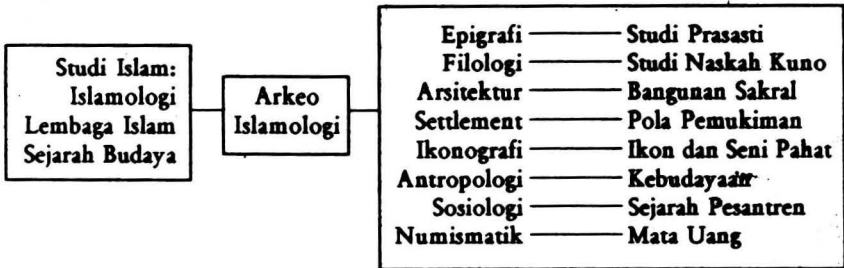 Studi Islam:
Islamologi
Lembaga Islam
Sejarah Budaya
Arkeo
Islamologi
Epigrafi Studi Prasasti
Filologi Studi Naskah Kuno
Arsitektur Bangunan Sakral
Settlement Pola Pemukiman
Ikonografi Ikon dan Seni Pahat
Antropologi Kebudayaan
Sosiologi Sejarah Pesantren
Numismatik Mata Uang